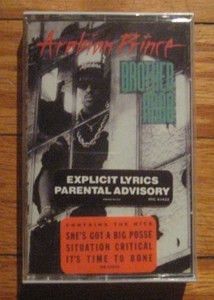 Arabian Prince
BROTHER
ARAB
EXPLICIT LYRICS
PARENTAL ADVISORY
CONTAINS THE HITS
SHE'S GOT A BIG POSSE
SITUATION CRITICAL
IT'S TIME TO BONE